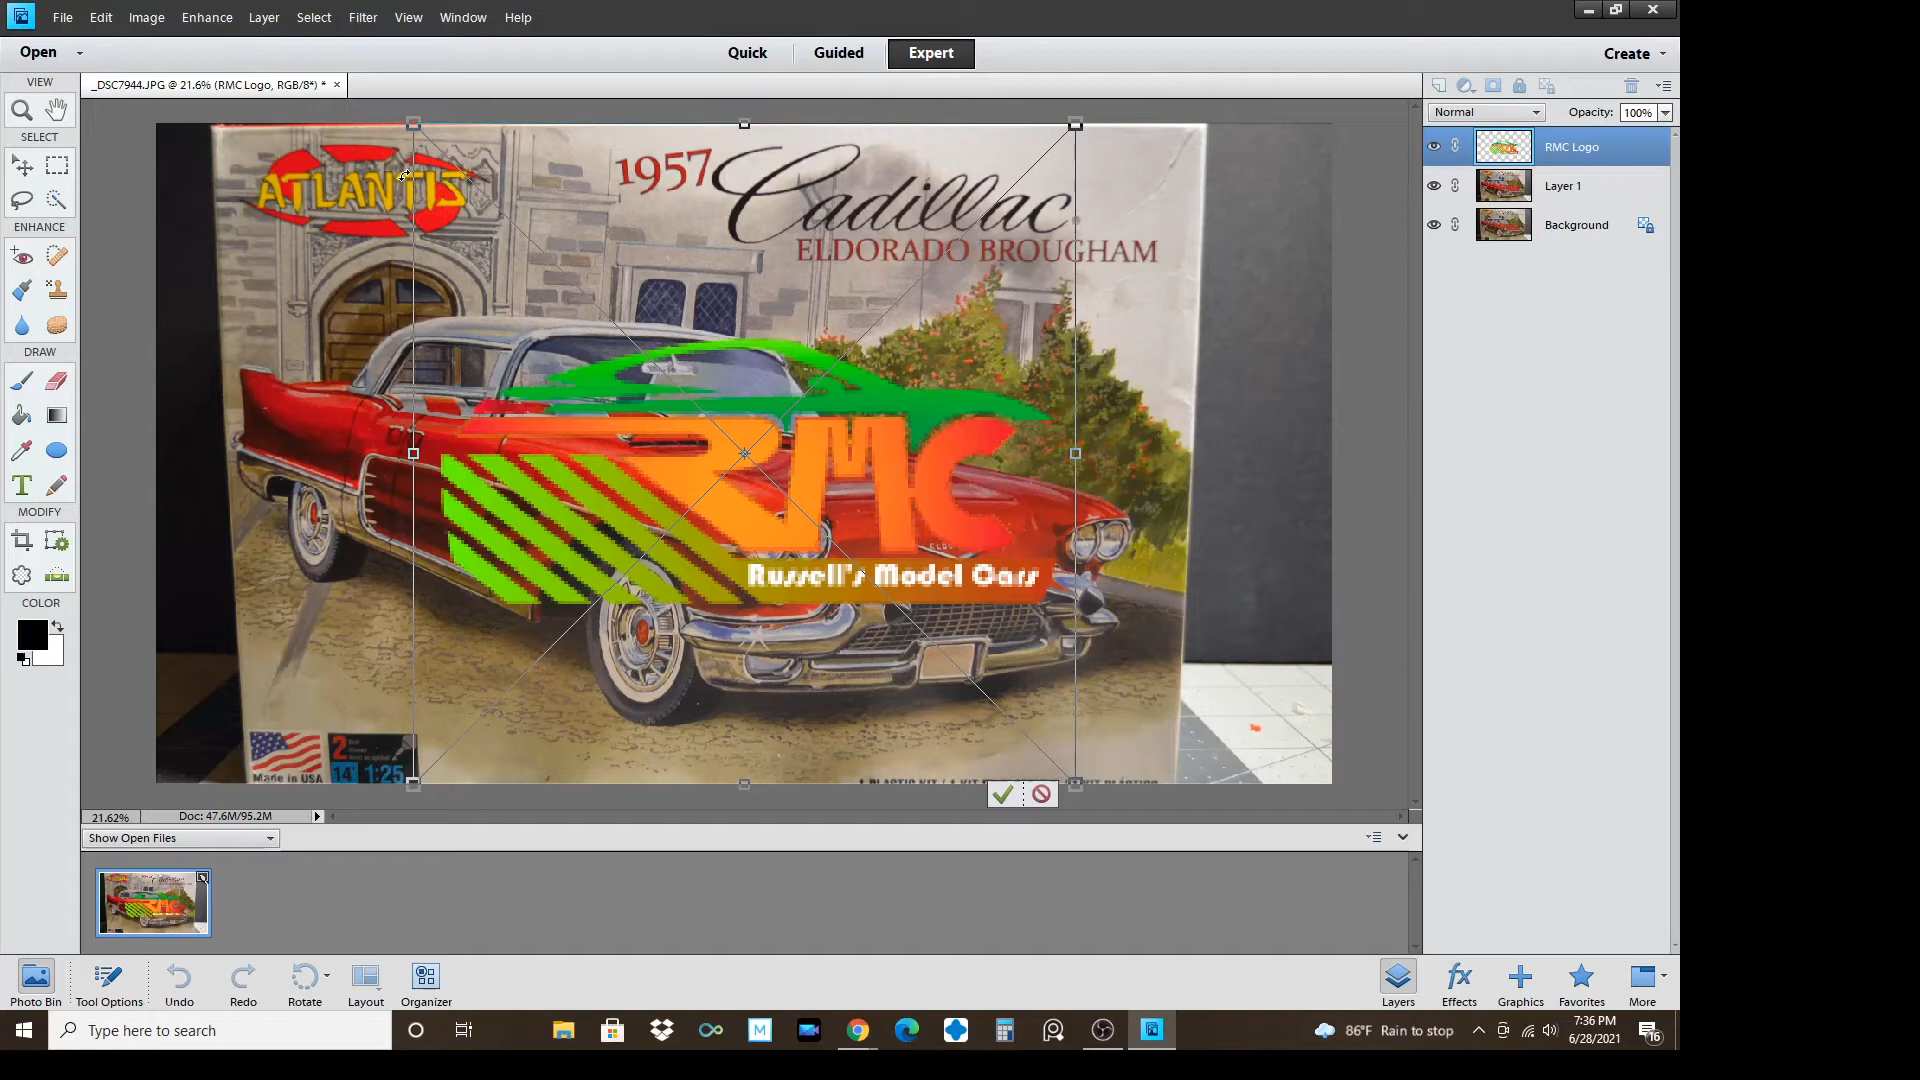 File Edit Image Enhance Layer Select Filter View Window Help
Open Quick Guided Expert Create
VIEW
_DSC7944.JPG @ 21.6% (RMC Logo, RGB/8*) * ×
Normal Opacity: 100%
SELECT
RMC Logo
Layer 1
Background
ENHANCE
DRAW
MODIFY
COLOR
ATLANTIS
1957
Cadillac
ELDORADO BROUGHAM
RMC
Russell's Model Cars
2
14" 1:25
Made in USA
21.62% Doc: 47.6M/95.2M
Show Open Files
Photo Bin Tool Options Undo Redo Rotate Layout Organizer Layers Effects Graphics Favorites More
Type here to search
86°F Rain to stop
7:36 PM
6/28/2021
16